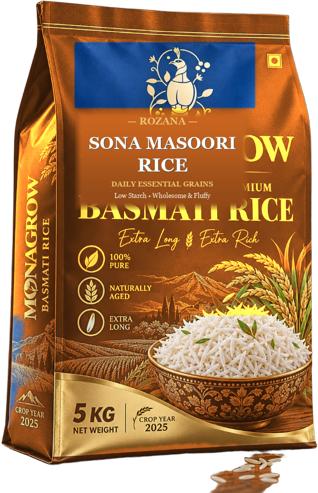 — ROZANA —
SONA MASOORI
RICE
OW
DAILY ESSENTIAL GRAINS
MIUM
Low Starch • Wholesome & Fluffy
BASMATI RICE
Extra Long & Extra Rich
100%
PURE
NATURALLY
AGED
EXTRA
LONG
5 KG
NET WEIGHT
CROP YEAR
2025
MONAGROW
BASMATI RICE
CROP YEAR
2025